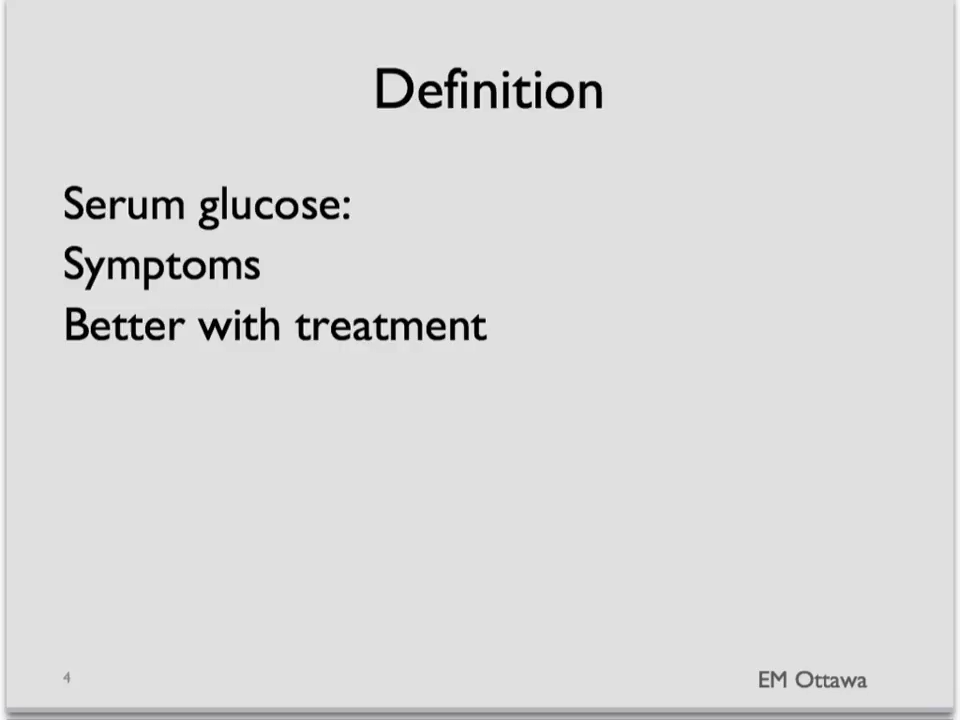 Definition
Serum glucose:
Symptoms
Better with treatment
4
EM Ottawa